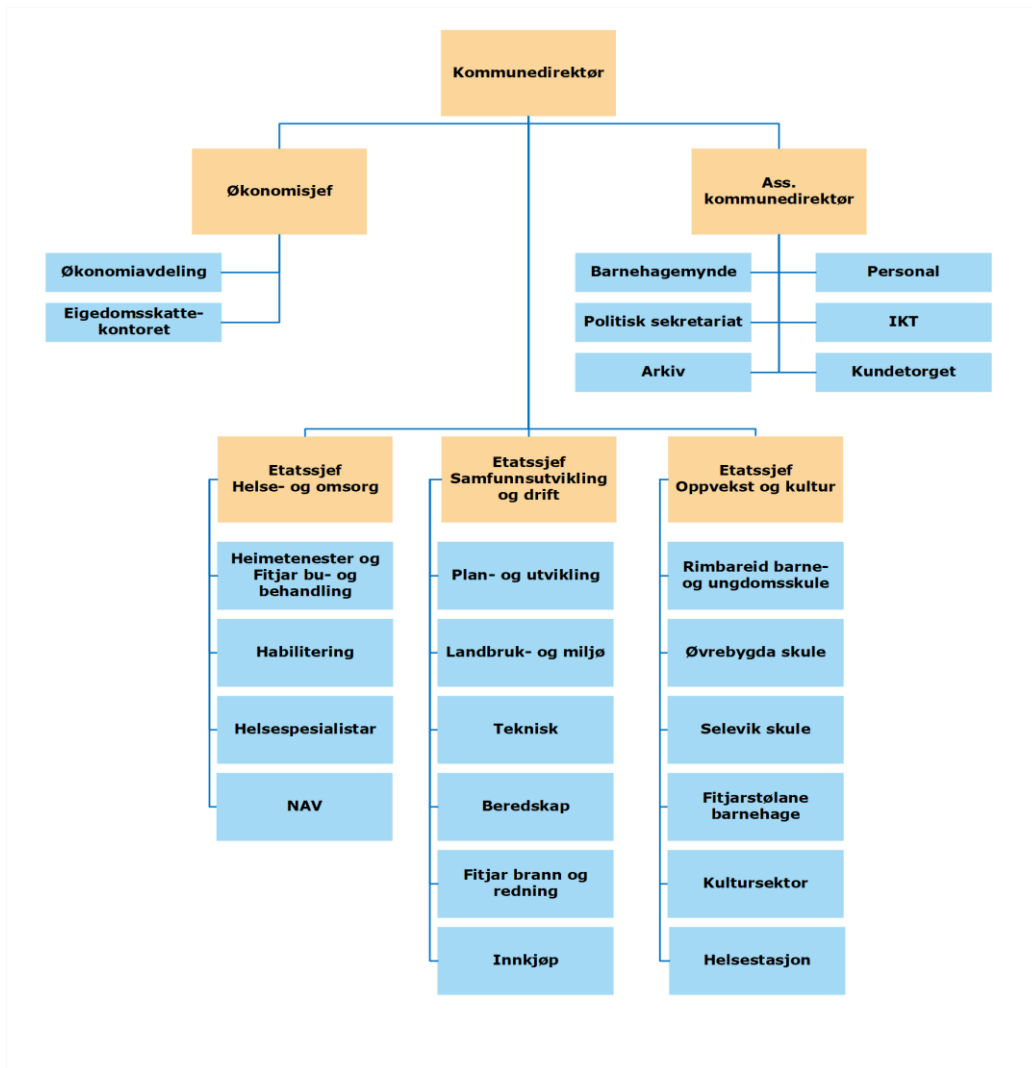 Kommunedirektør
Økonomisjef
Ass.
kommunedirektør
Økonomiavdeling
Eigedomsskatte-
kontoret
Barnehagemynde
Personal
Politisk sekretariat
IKT
Arkiv
Kundetorget
Etatssjef
Helse- og omsorg
Heimetenester og
Fitjar bu- og
behandling
Habilitering
Helsespesialistar
NAV
Etatssjef
Samfunnsutvikling
og drift
Plan- og utvikling
Landbruk- og miljø
Teknisk
Beredskap
Fitjar brann og
redning
Innkjøp
Etatssjef
Oppvekst og kultur
Rimbareid barne-
og ungdomsskule
Øvrebygda skule
Selevik skule
Fitjarstølane
barnehage
Kultursektor
Helsestasjon